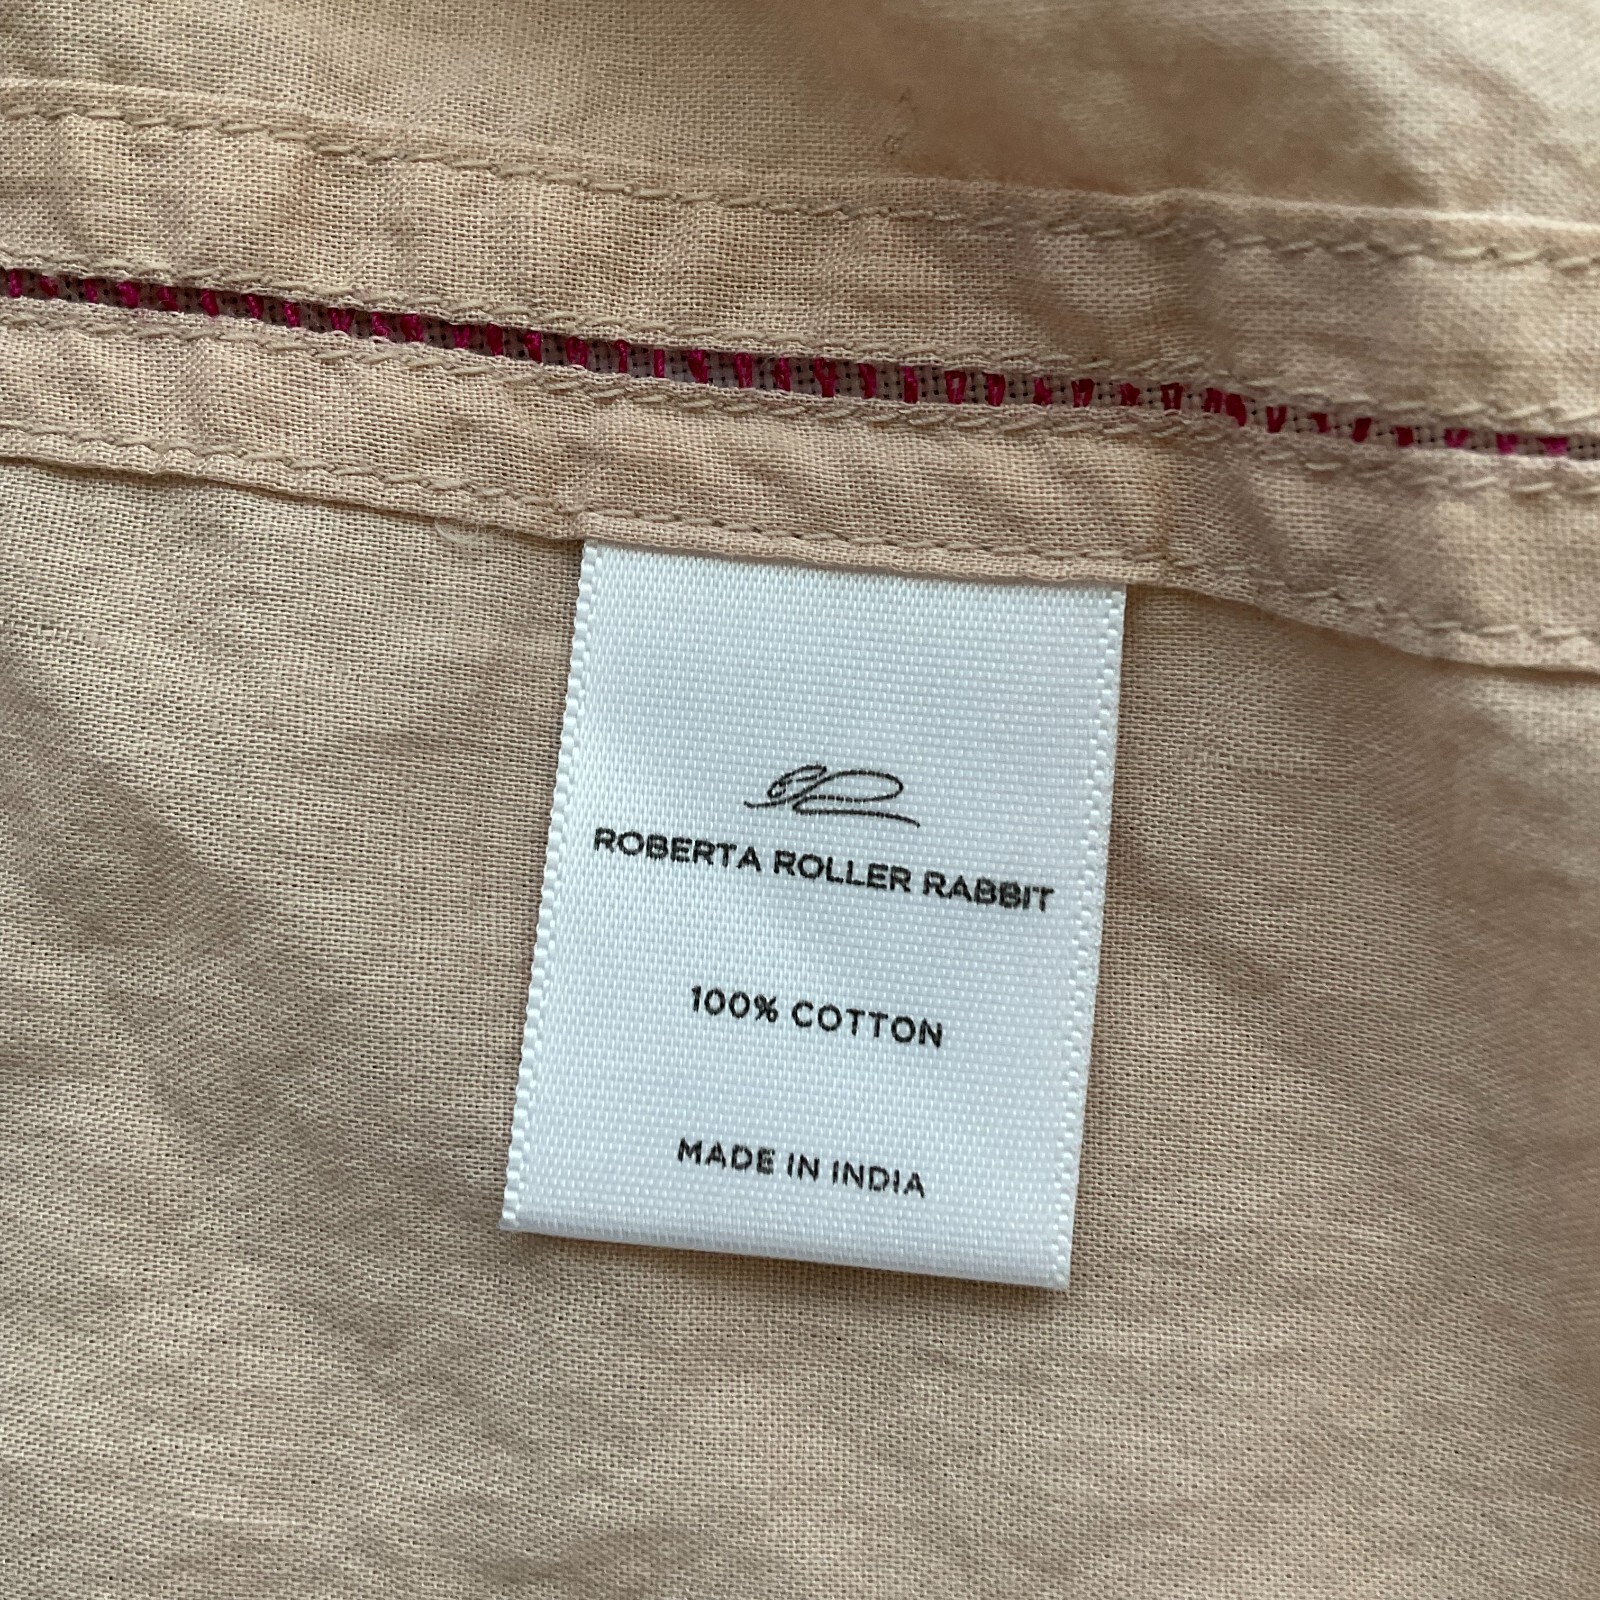 ROBERTA ROLLER RABBIT
100% COTTON
MADE IN INDIA